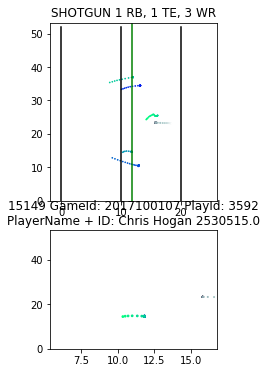 SHOTGUN 1 RB, 1 TE, 3 WR
50
40
30
20
10
0
0 10 20
15149 GameId: 2017100107 PlayId: 3592
PlayerName + ID: Chris Hogan 2530515.0
40
20
0
7.5 10.0 12.5 15.0